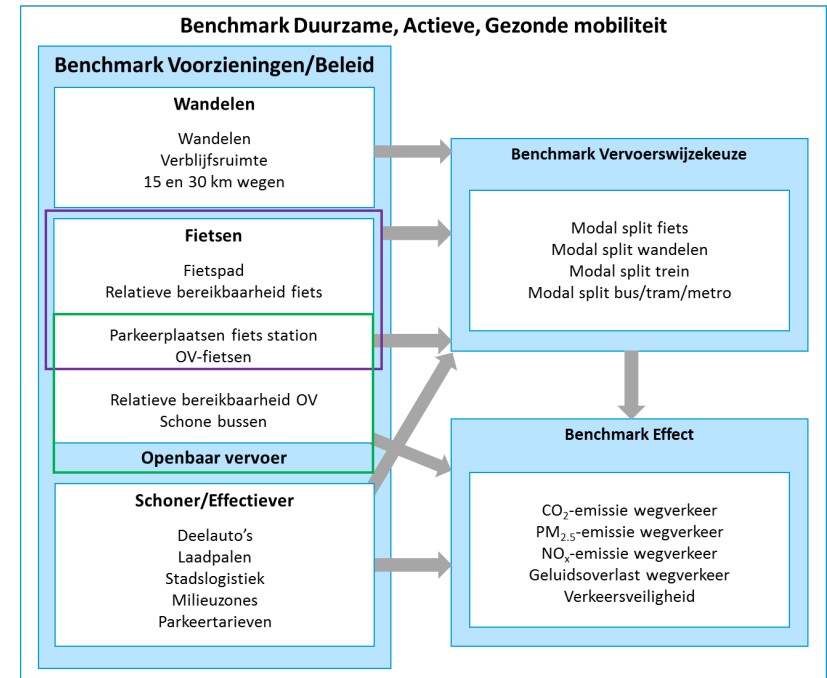 Benchmark Duurzame, Actieve, Gezonde mobiliteit
Benchmark Voorzieningen/Beleid
Wandelen
Wandelen
Verblijfsruimte
15 en 30 km wegen
Fietsen
Fietspad
Relatieve bereikbaarheid fiets
Parkeerplaatsen fiets station
OV-fietsen
Relatieve bereikbaarheid OV
Schone bussen
Openbaar vervoer
Schoner/Effectiever
Deelauto’s
Laadpalen
Stadslogistiek
Milieuzones
Parkeertarieven
Benchmark Vervoerswijzekeuze
Modal split fiets
Modal split wandelen
Modal split trein
Modal split bus/tram/metro
Benchmark Effect
CO₂-emissie wegverkeer
PM₂.₅-emissie wegverkeer
NOₓ-emissie wegverkeer
Geluidsoverlast wegverkeer
Verkeersveiligheid